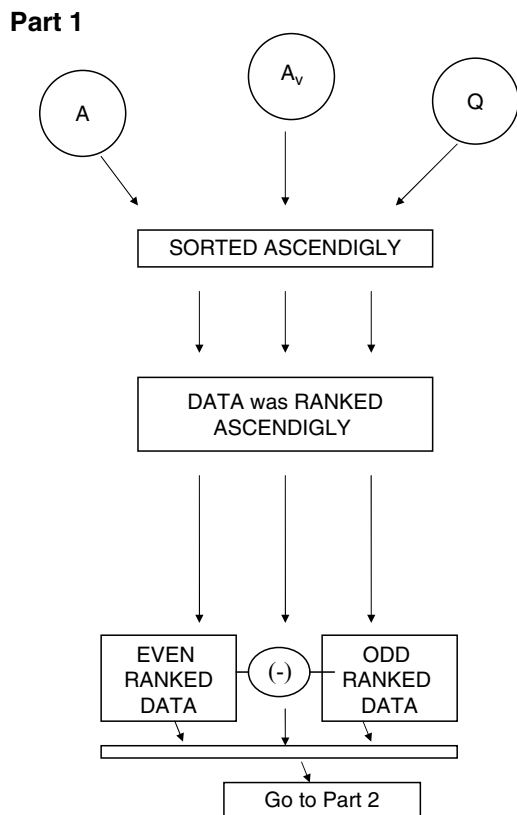 Part 1
A
Av
Q
SORTED ASCENDIGLY
DATA was RANKED
ASCENDIGLY
EVEN
RANKED
DATA
(-)
ODD
RANKED
DATA
Go to Part 2